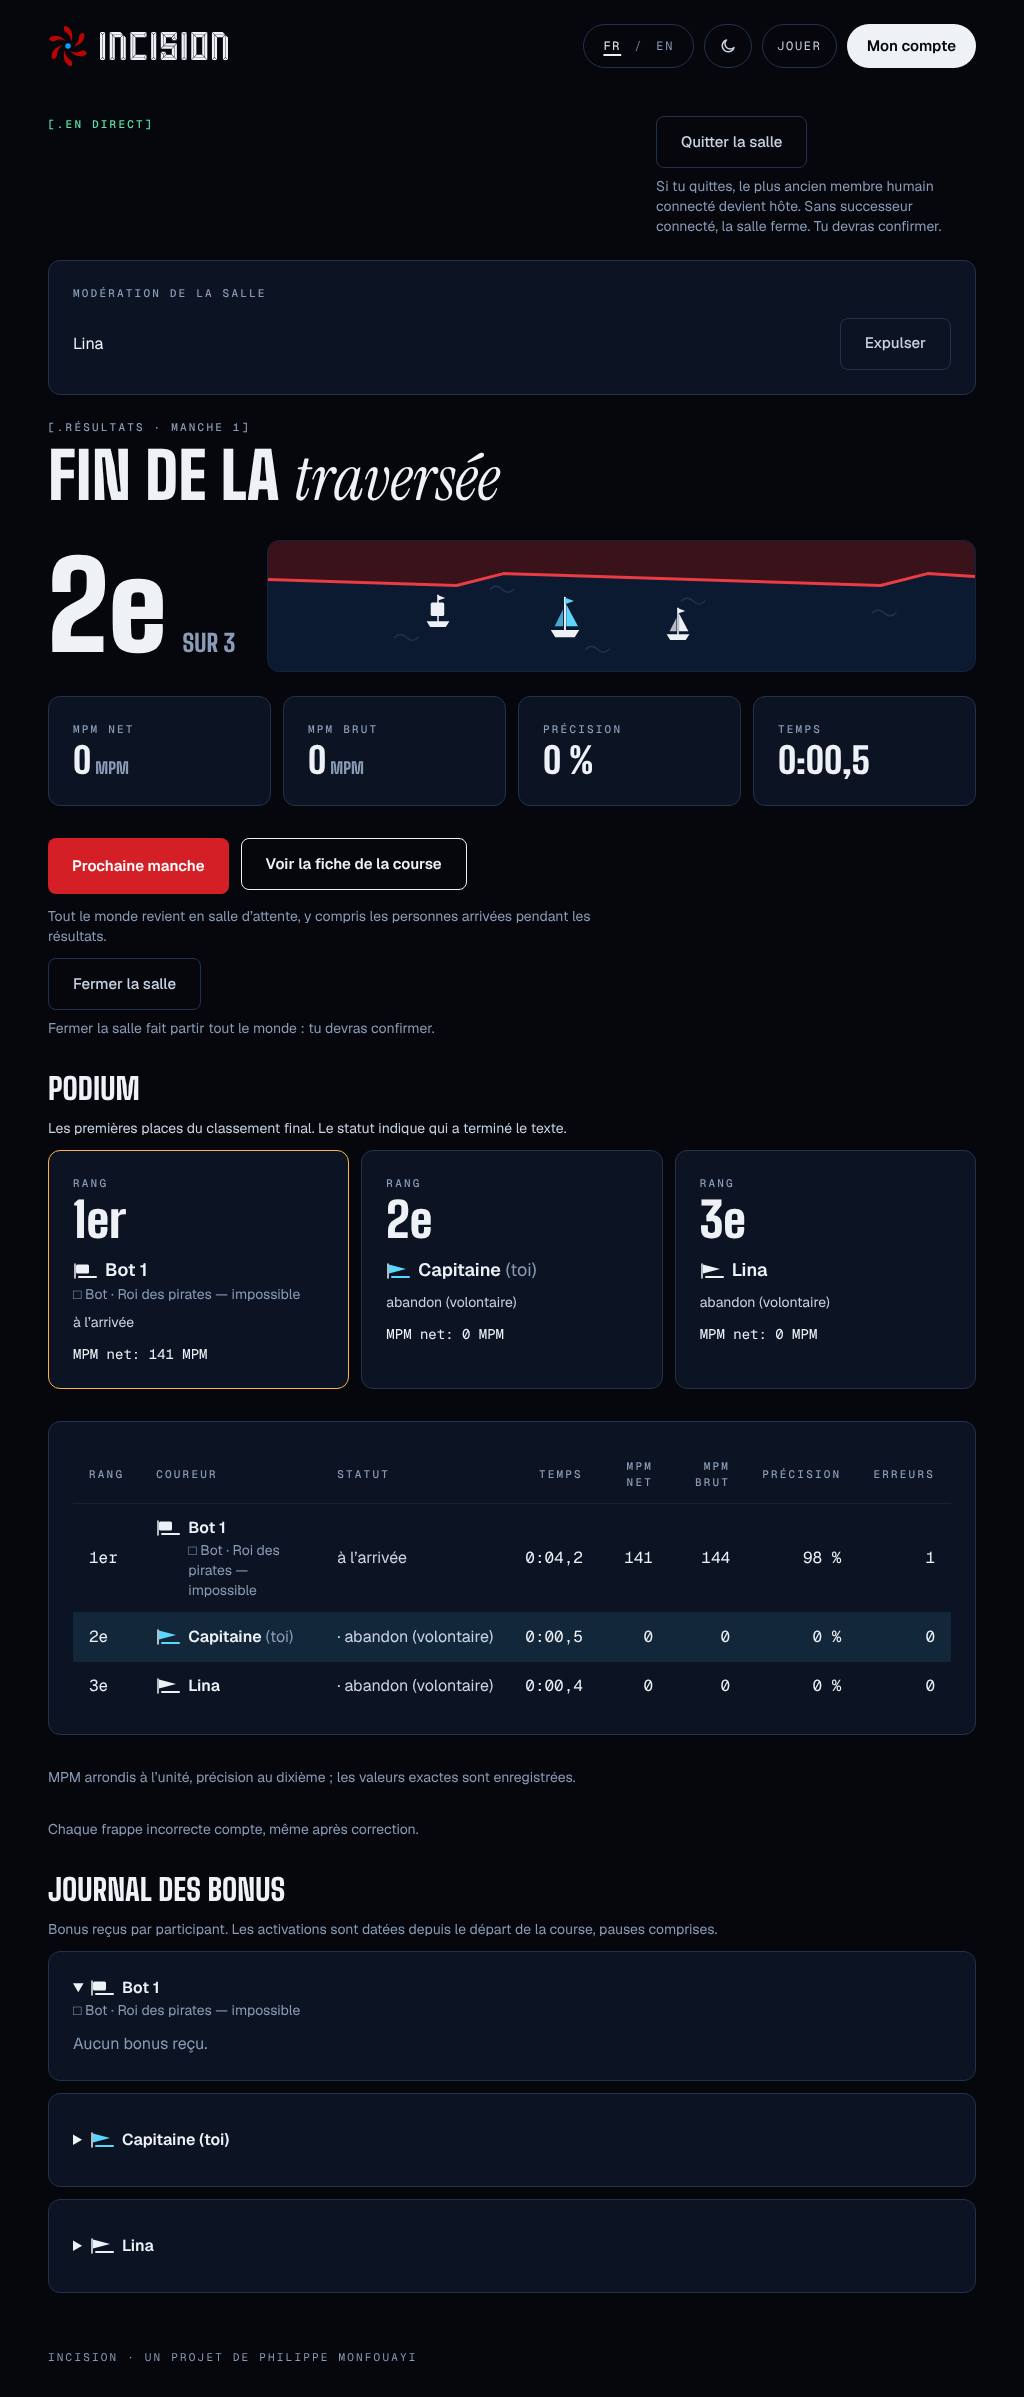 INCISION
FR / EN
JOUER
Mon compte
[.EN DIRECT]
Quitter la salle
Si tu quittes, le plus ancien membre humain
connecté devient hôte. Sans successeur
connecté, la salle ferme. Tu devras confirmer.
MODÉRATION DE LA SALLE
Lina
Expulser
[.RÉSULTATS · MANCHE 1]
FIN DE LA traversée
2e SUR 3
MPM NET
0 MPM
MPM BRUT
0 MPM
PRÉCISION
0 %
TEMPS
0:00,5
Prochaine manche
Voir la fiche de la course
Tout le monde revient en salle d’attente, y compris les personnes arrivées pendant les
résultats.
Fermer la salle
Fermer la salle fait partir tout le monde : tu devras confirmer.
PODIUM
Les premières places du classement final. Le statut indique qui a terminé le texte.
RANG
1er
Bot 1
□ Bot · Roi des pirates — impossible
à l’arrivée
MPM net: 141 MPM
RANG
2e
Capitaine (toi)
abandon (volontaire)
MPM net: 0 MPM
RANG
3e
Lina
abandon (volontaire)
MPM net: 0 MPM
RANG COUREUR STATUT TEMPS MPM NET MPM BRUT PRÉCISION ERREURS
1er Bot 1 □ Bot · Roi des pirates — impossible à l’arrivée 0:04,2 141 144 98 % 1
2e Capitaine (toi) · abandon (volontaire) 0:00,5 0 0 0 % 0
3e Lina · abandon (volontaire) 0:00,4 0 0 0 % 0
MPM arrondis à l’unité, précision au dixième ; les valeurs exactes sont enregistrées.
Chaque frappe incorrecte compte, même après correction.
JOURNAL DES BONUS
Bonus reçus par participant. Les activations sont datées depuis le départ de la course, pauses comprises.
▼ Bot 1
□ Bot · Roi des pirates — impossible
Aucun bonus reçu.
▶ Capitaine (toi)
▶ Lina
INCISION · UN PROJET DE PHILIPPE MONFOUAYI